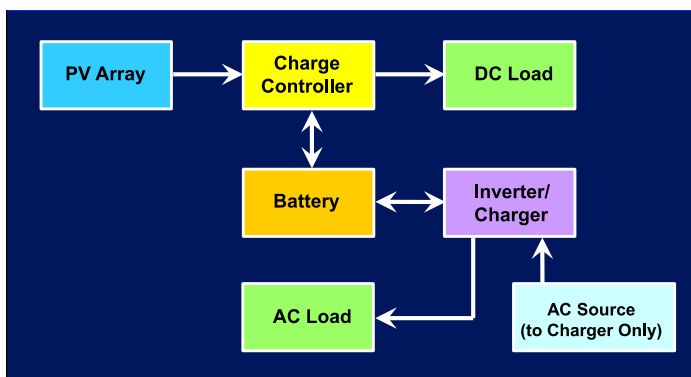 PV Array
Charge
Controller
DC Load
Battery
Inverter/
Charger
AC Load
AC Source
(to Charger Only)